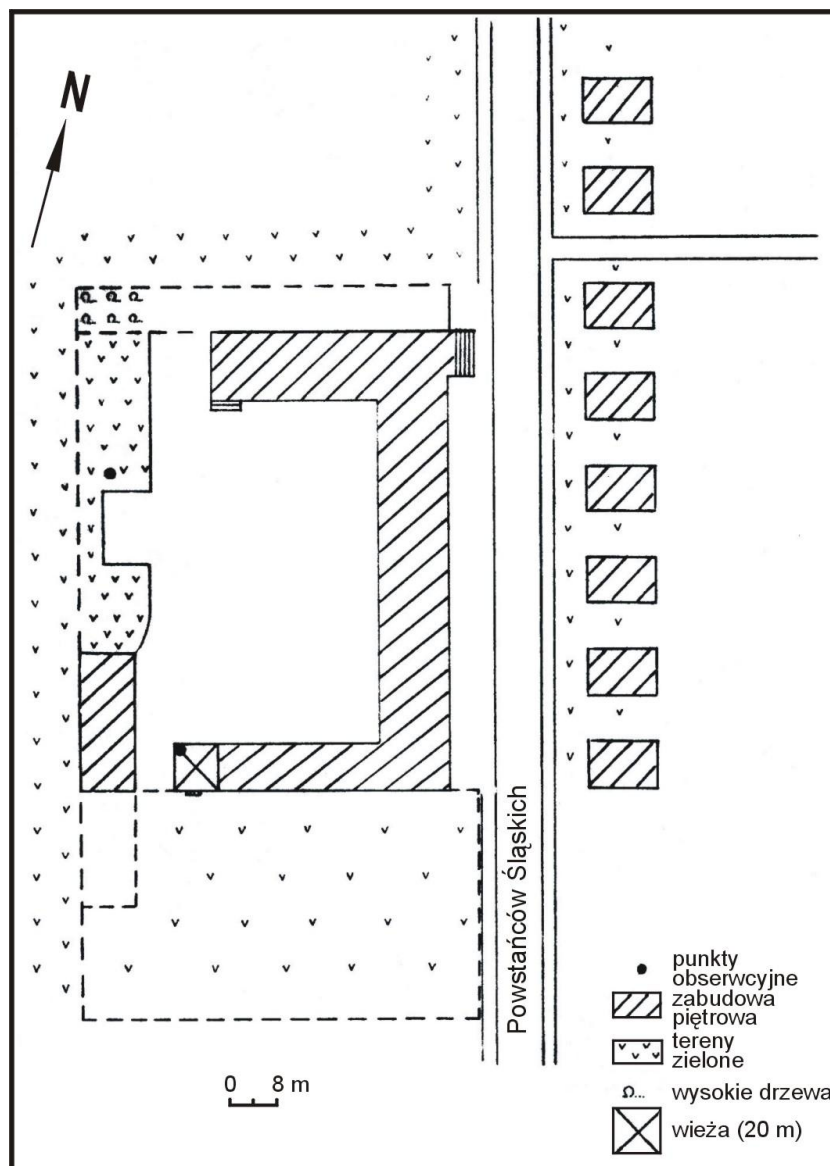 N
Powstańców Śląskich
punkty
obserwcyjne
zabudowa
piętrowa
tereny
zielone
wysokie drzewa
wieża (20 m)
0 8 m